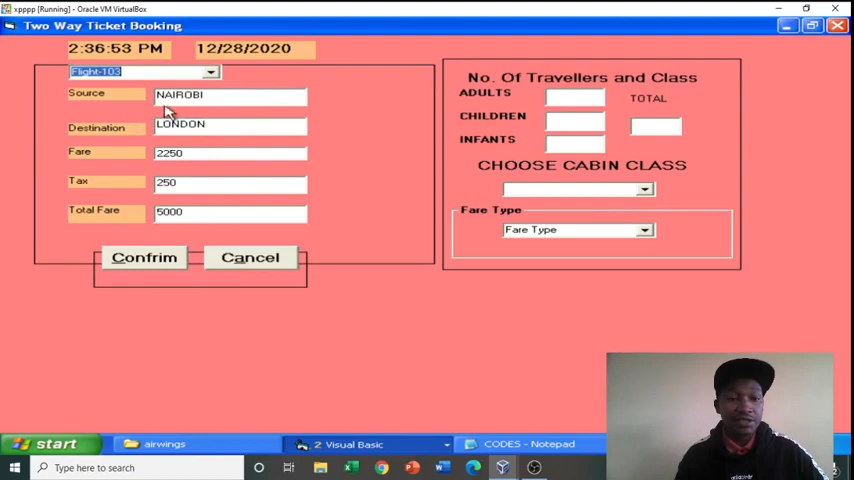 xpppp [Running] - Oracle VM VirtualBox
Two Way Ticket Booking
2:36:53 PM
12/28/2020
Flight-103
Source
NAIROBI
Destination
LONDON
Fare
2250
Tax
250
Total Fare
5000
Confrim
Cancel
No. Of Travellers and Class
ADULTS
TOTAL
CHILDREN
INFANTS
CHOOSE CABIN CLASS
Fare Type
Fare Type
start
airwings
2 Visual Basic
CODES - Notepad
Type here to search